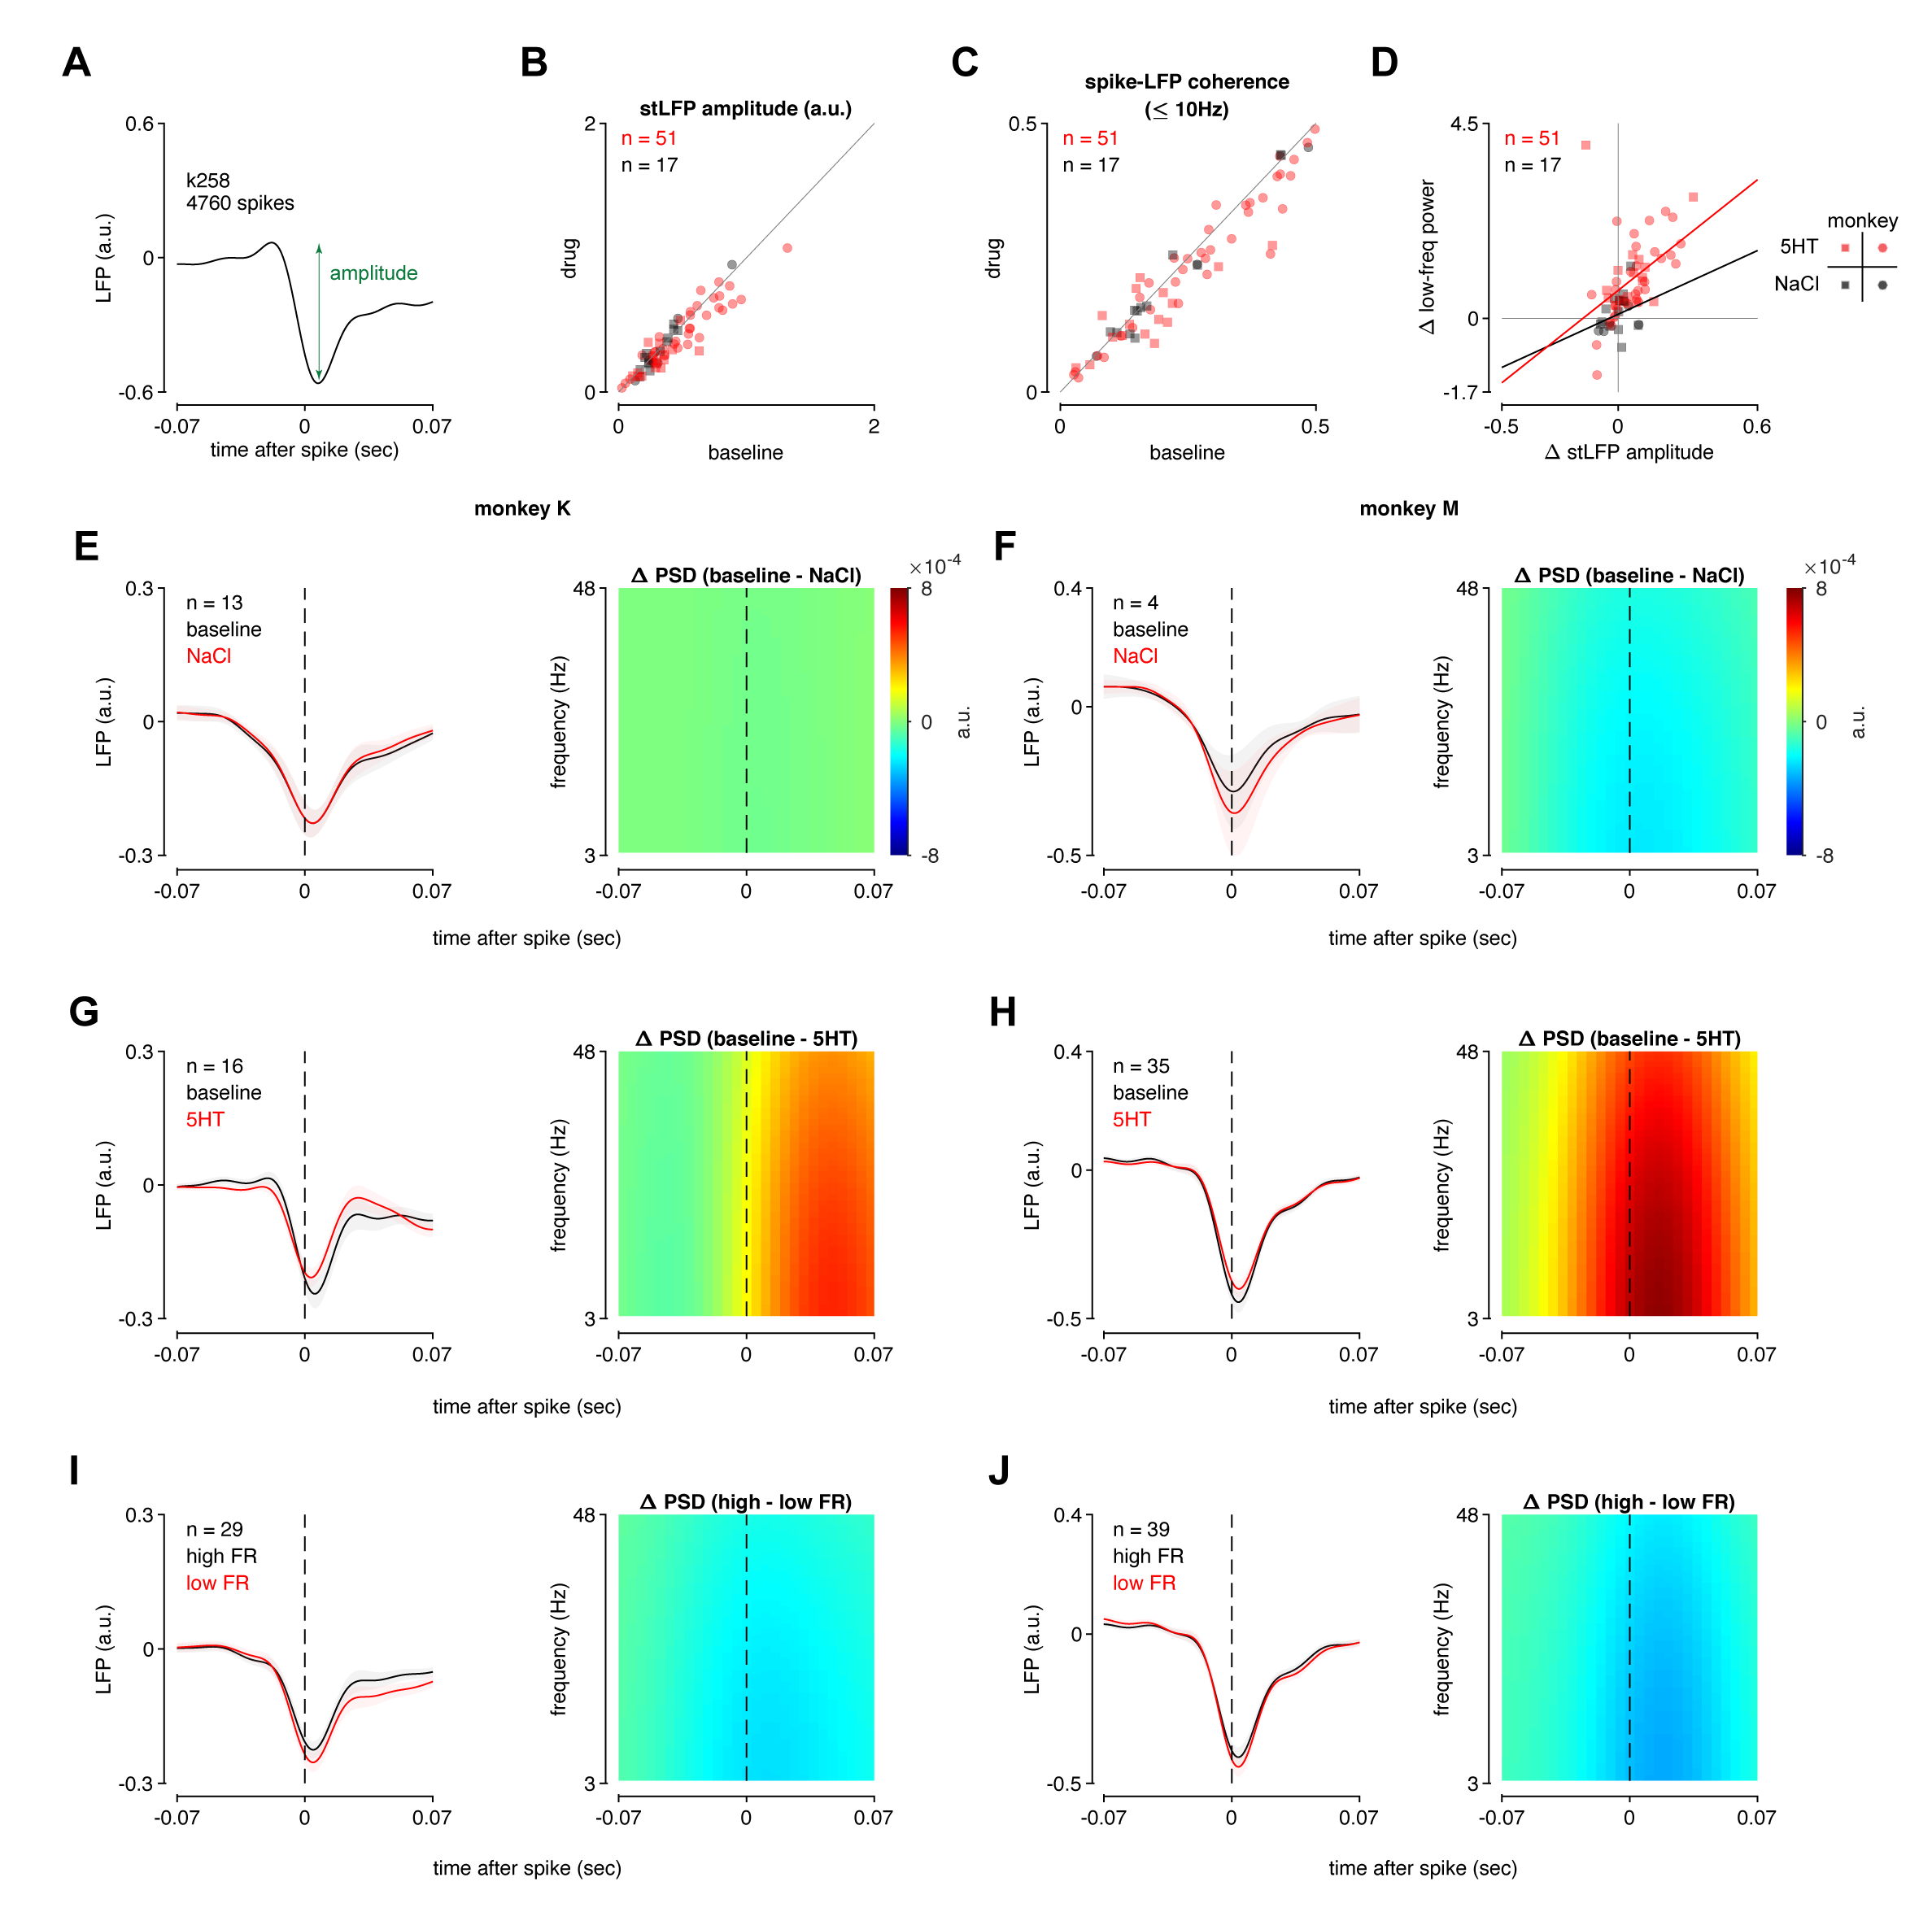 A
0.6
0
-0.6
LFP (a.u.)
k258
4760 spikes
amplitude
-0.07
0
0.07
time after spike (sec)
B
stLFP amplitude (a.u.)
2
0
drug
n = 51
n = 17
0
2
baseline
C
spike-LFP coherence
(≤ 10Hz)
0.5
0
drug
n = 51
n = 17
0
0.5
baseline
D
4.5
0
-1.7
Δ low-freq power
n = 51
n = 17
-0.5
0
0.6
Δ stLFP amplitude
monkey
5HT
NaCl
monkey K
E
0.3
0
-0.3
LFP (a.u.)
n = 13
baseline
NaCl
-0.07
0
0.07
Δ PSD (baseline - NaCl)
48
3
frequency (Hz)
-0.07
0
0.07
×10-4
8
0
-8
a.u.
time after spike (sec)
monkey M
F
0.4
0
-0.5
LFP (a.u.)
n = 4
baseline
NaCl
-0.07
0
0.07
Δ PSD (baseline - NaCl)
48
3
frequency (Hz)
-0.07
0
0.07
×10-4
8
0
-8
a.u.
time after spike (sec)
G
0.3
0
-0.3
LFP (a.u.)
n = 16
baseline
5HT
-0.07
0
0.07
Δ PSD (baseline - 5HT)
48
3
frequency (Hz)
-0.07
0
0.07
time after spike (sec)
H
0.4
0
-0.5
LFP (a.u.)
n = 35
baseline
5HT
-0.07
0
0.07
Δ PSD (baseline - 5HT)
48
3
frequency (Hz)
-0.07
0
0.07
time after spike (sec)
I
0.3
0
-0.3
LFP (a.u.)
n = 29
high FR
low FR
-0.07
0
0.07
Δ PSD (high - low FR)
48
3
frequency (Hz)
-0.07
0
0.07
time after spike (sec)
J
0.4
0
-0.5
LFP (a.u.)
n = 39
high FR
low FR
-0.07
0
0.07
Δ PSD (high - low FR)
48
3
frequency (Hz)
-0.07
0
0.07
time after spike (sec)